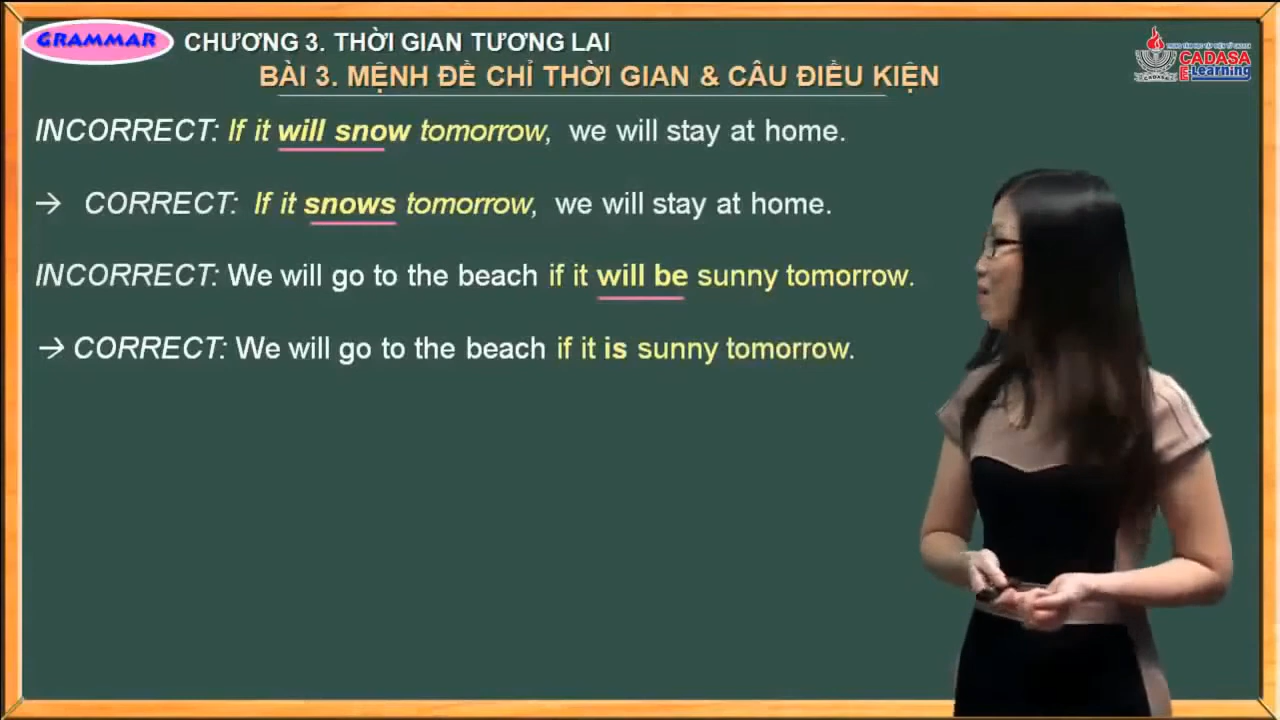 GRAMMAR CHƯƠNG 3. THỜI GIAN TƯƠNG LAI
BÀI 3. MỆNH ĐỀ CHỈ THỜI GIAN & CÂU ĐIỀU KIỆN
CADASA
E-Learning
CADASA
INCORRECT: If it will snow tomorrow, we will stay at home.
→ CORRECT: If it snows tomorrow, we will stay at home.
INCORRECT: We will go to the beach if it will be sunny tomorrow.
→ CORRECT: We will go to the beach if it is sunny tomorrow.